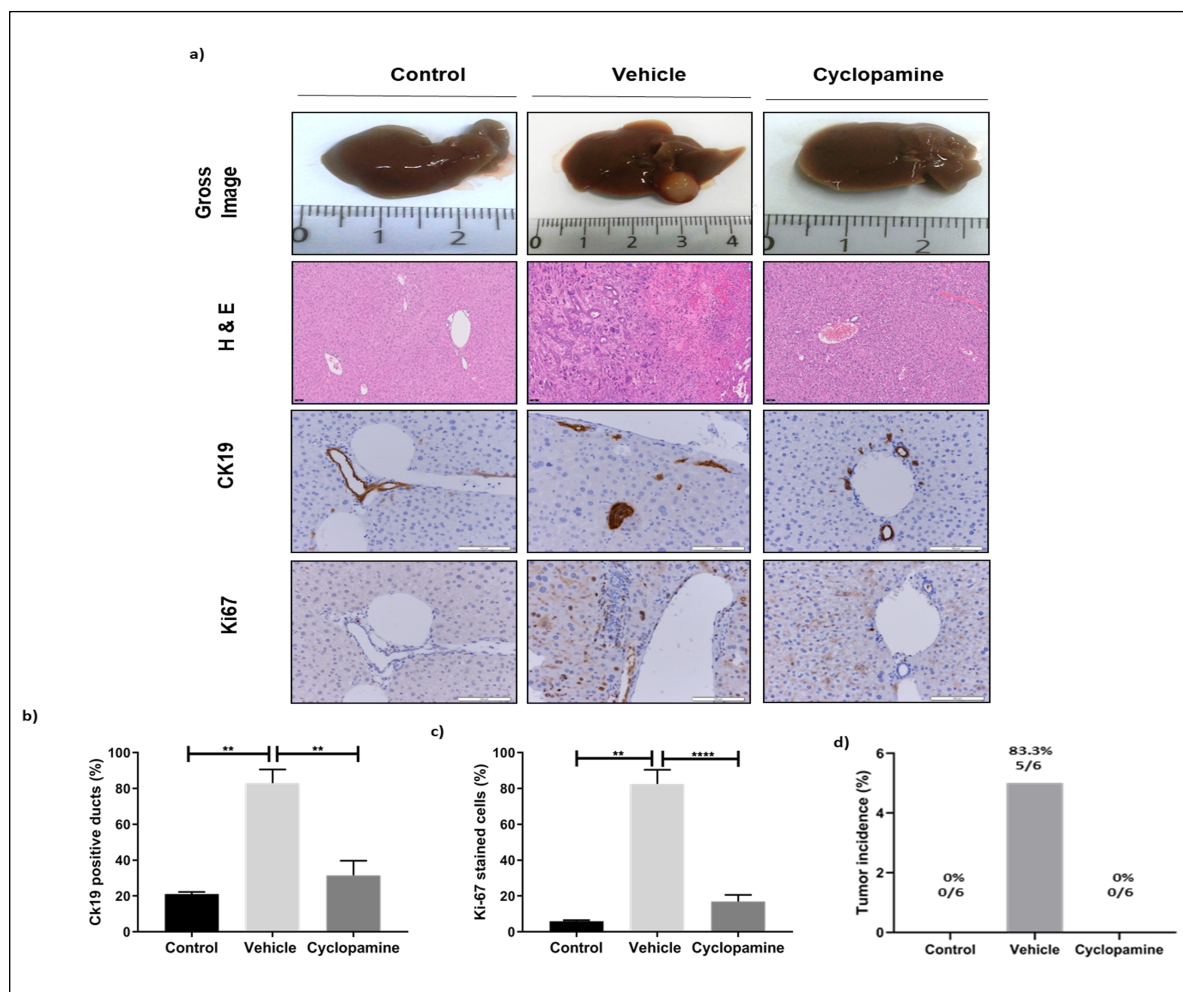 a)
Control Vehicle Cyclopamine
Gross
Image
0 1 2
0 1 2 3 4
0 1 2
H & E
CK19
Ki67
b)
Ck19 positive ducts (%)
100
80
60
40
20
0
** **
Control Vehicle Cyclopamine
c)
Ki-67 stained cells (%)
100
80
60
40
20
0
** ****
Control Vehicle Cyclopamine
d)
Tumor incidence (%)
6
4
2
0
0%
0/6
83.3%
5/6
0%
0/6
Control Vehicle Cyclopamine